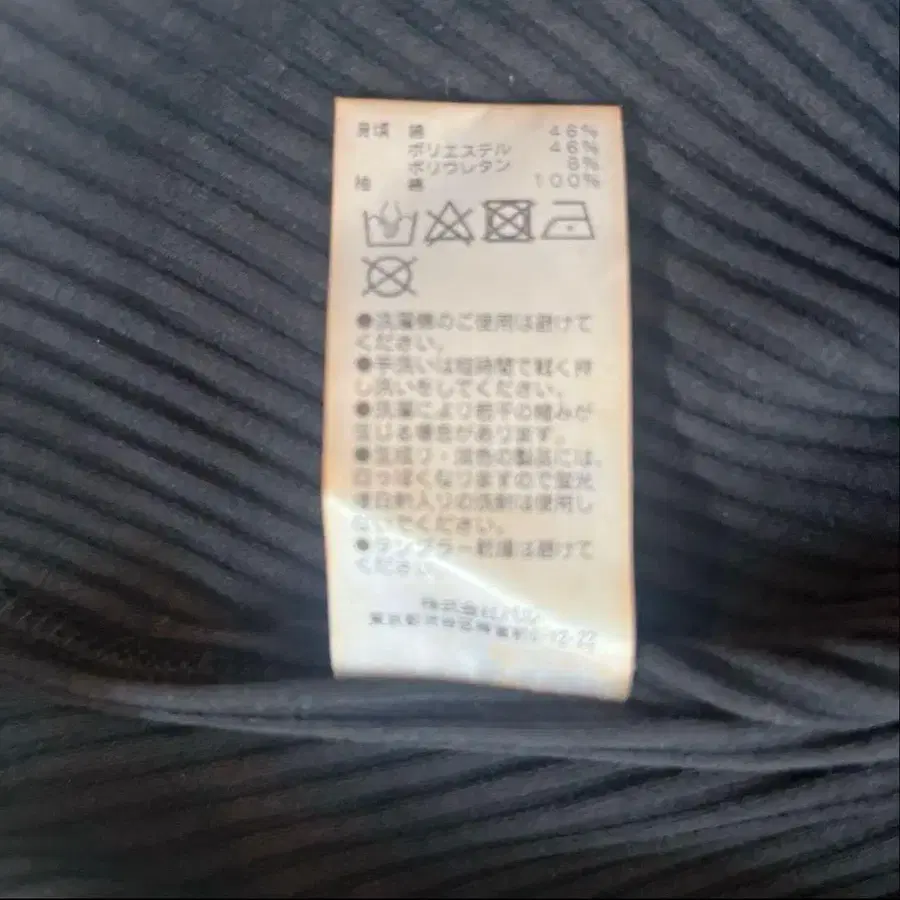 身頃 綿 46%
ポリエステル 46%
ポリウレタン 8%
袖 綿 100%
●洗濯機のご使用は避けて
ください。
●手洗いは短時間で軽く押
し洗いをしてください。
●洗濯により若干の縮みが
生じる場合があります。
●生成り・淡色の製品には、
白っぽくなりますので蛍光
増白剤入りの洗剤は使用し
ないでください。
●タンブラー乾燥は避けて
ください